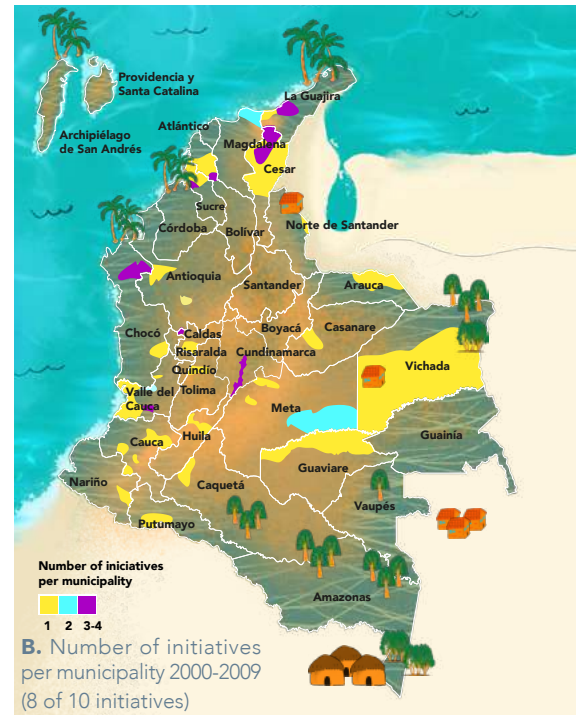 Providencia y
Santa Catalina
Archipiélago
de San Andrés
La Guajira
Atlántico
Magdalena
Cesar
Sucre
Norte de Santander
Córdoba
Bolívar
Antioquia
Santander
Arauca
Chocó
Caldas
Boyacá
Casanare
Risaralda
Cundinamarca
Quindío
Vichada
Valle del
Cauca
Tolima
Meta
Cauca
Huila
Guainía
Guaviare
Nariño
Caquetá
Vaupés
Putumayo
Amazonas
Number of iniciatives
per municipality
1 2 3-4
B. Number of initiatives
per municipality 2000-2009
(8 of 10 initiatives)